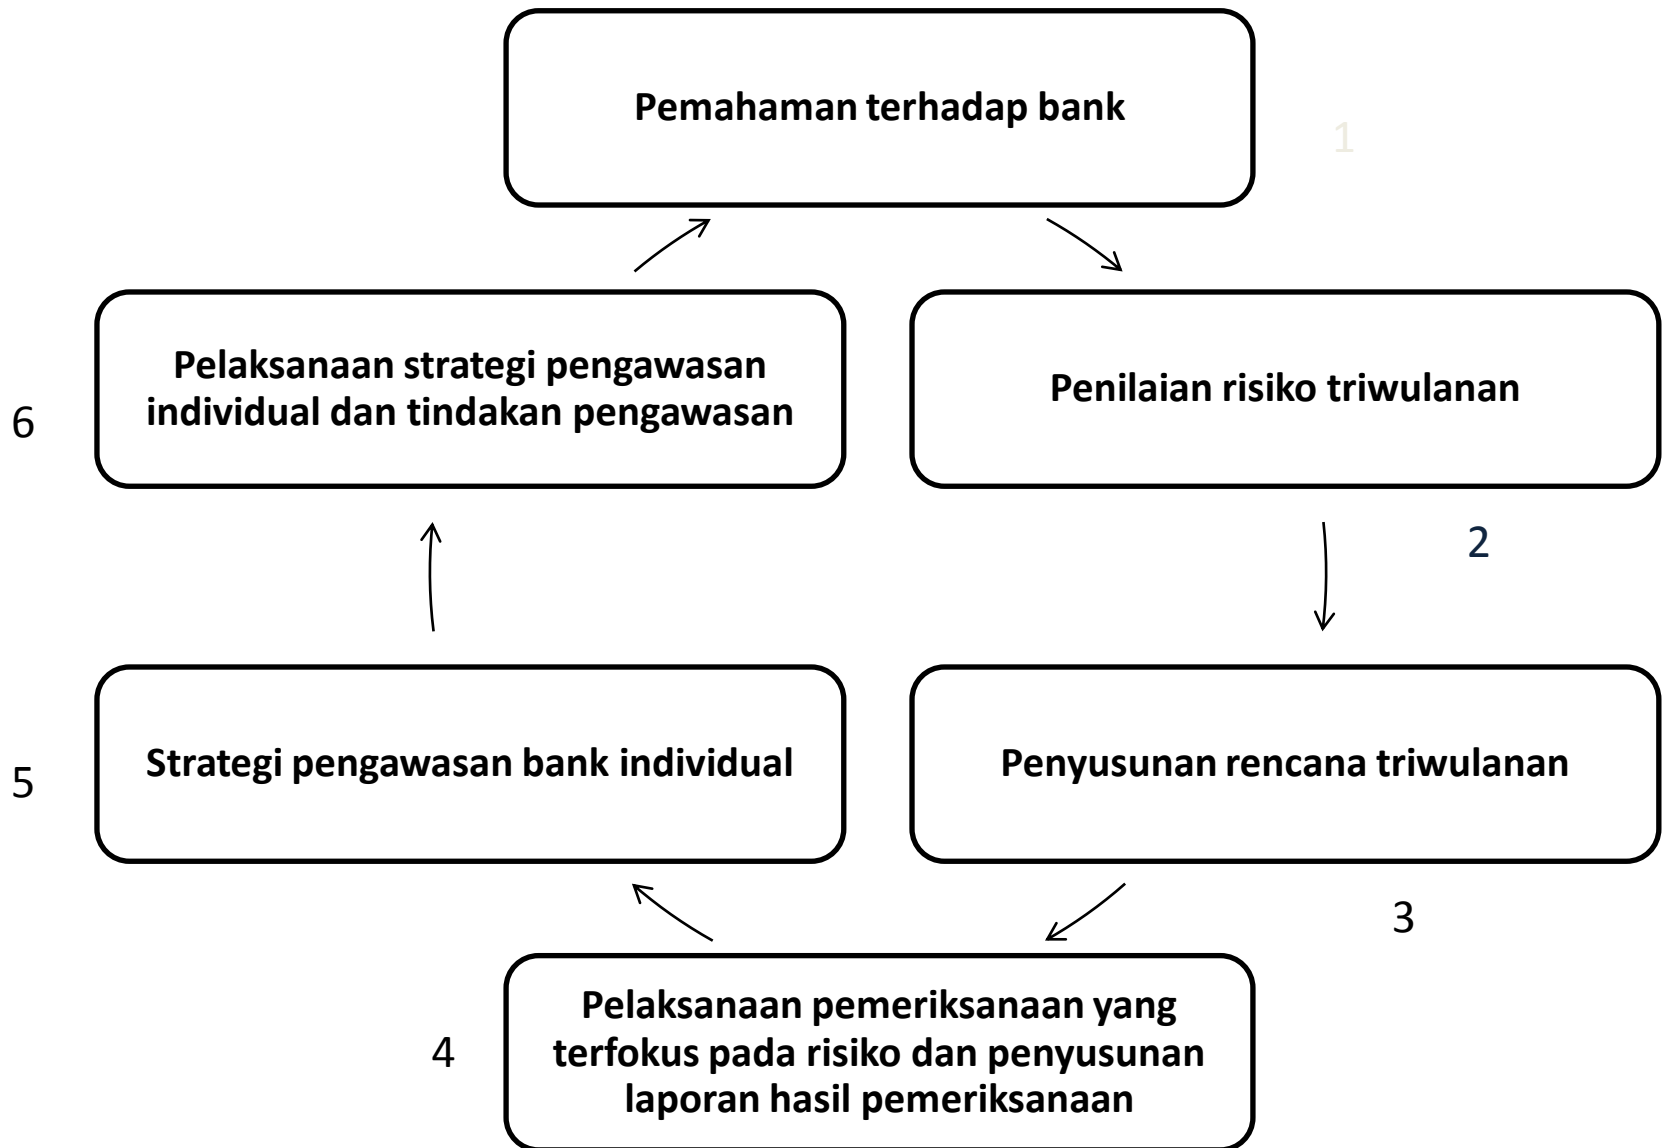 Pemahaman terhadap bank
1
Penilaian risiko triwulanan
2
Penyusunan rencana triwulanan
3
Pelaksanaan pemeriksanaan yang
terfokus pada risiko dan penyusunan
laporan hasil pemeriksanaan
4
Strategi pengawasan bank individual
5
Pelaksanaan strategi pengawasan
individual dan tindakan pengawasan
6